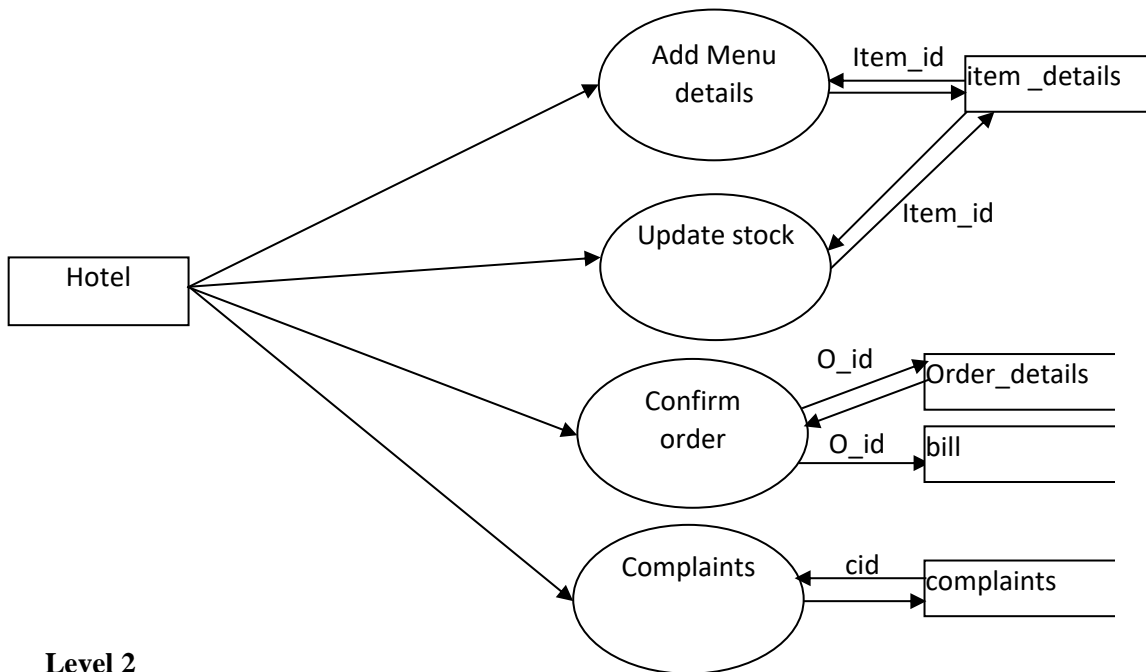 Add Menu
details
Item_id
item _details
Update stock
Item_id
Hotel
O_id
Order_details
Confirm
order
O_id
bill
Complaints
cid
complaints
Level 2